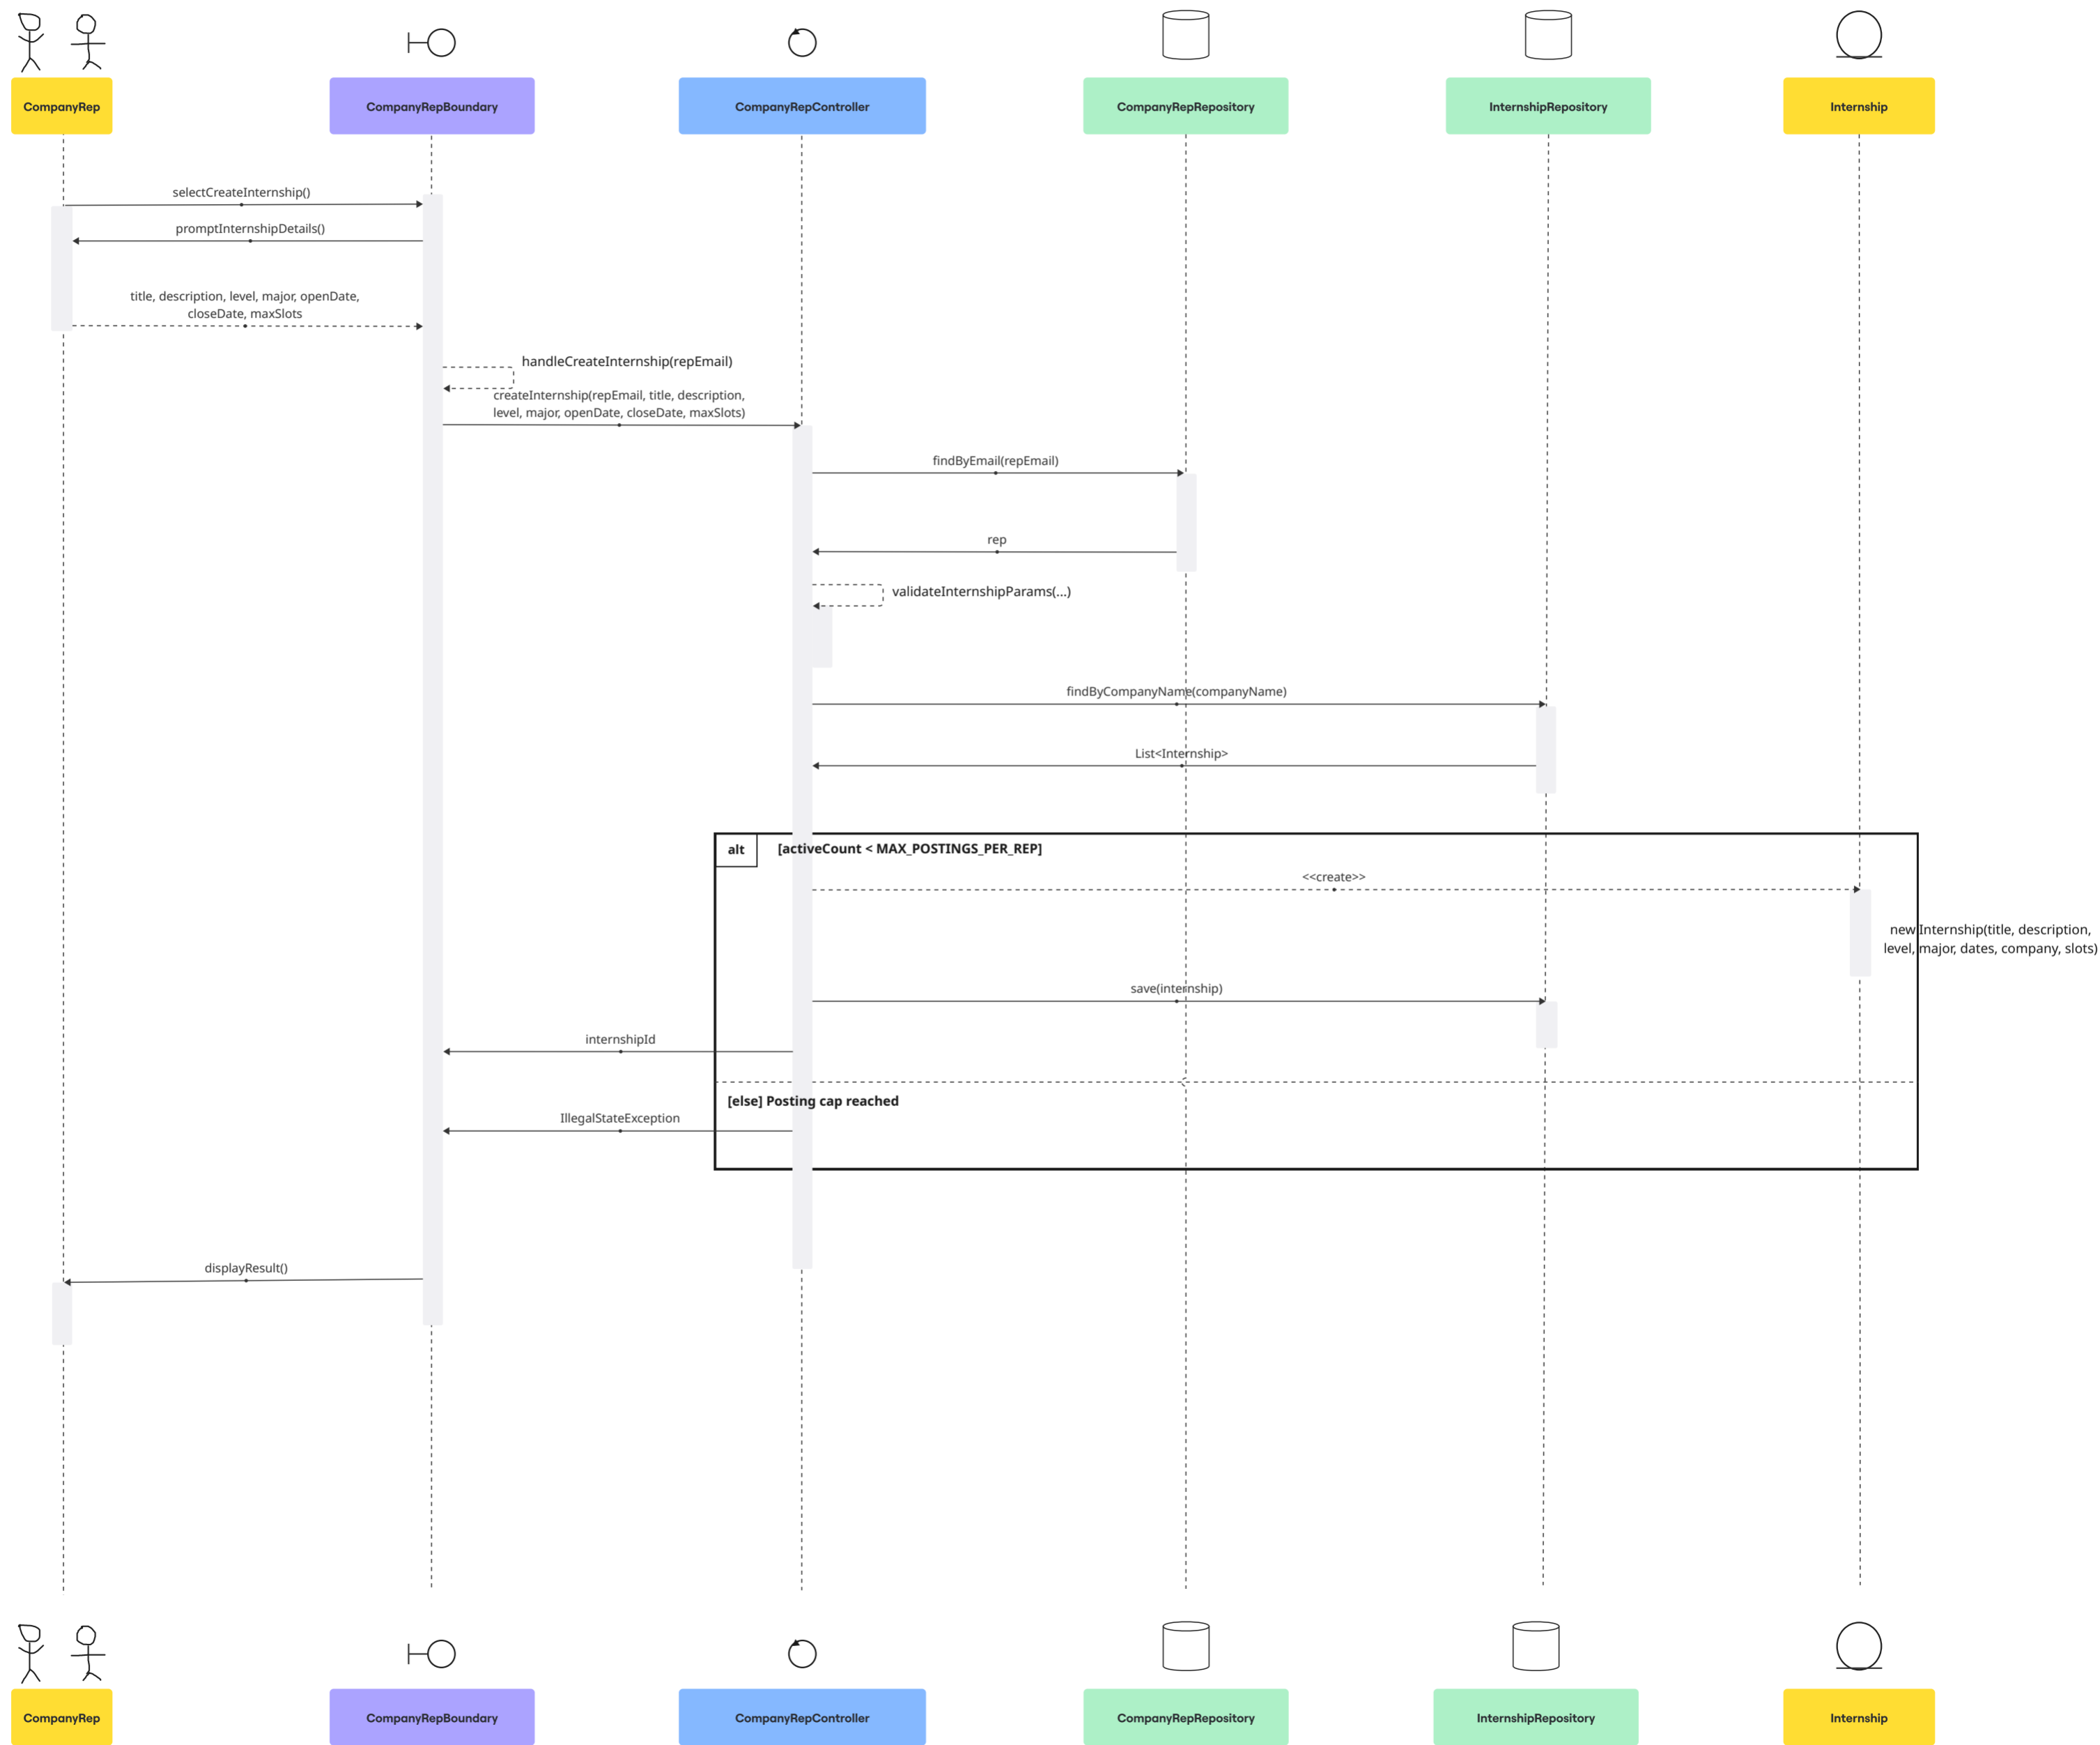 CompanyRep
CompanyRepBoundary
CompanyRepController
CompanyRepRepository
InternshipRepository
Internship
selectCreateInternship()
promptInternshipDetails()
title, description, level, major, openDate,
closeDate, maxSlots
handleCreateInternship(repEmail)
createInternship(repEmail, title, description,
level, major, openDate, closeDate, maxSlots)
findByEmail(repEmail)
rep
validateInternshipParams(...)
findByCompanyName(companyName)
List<Internship>
alt
[activeCount < MAX_POSTINGS_PER_REP]
<<create>>
new Internship(title, description,
level, major, dates, company, slots)
save(internship)
internshipId
[else] Posting cap reached
IllegalStateException
displayResult()
CompanyRep
CompanyRepBoundary
CompanyRepController
CompanyRepRepository
InternshipRepository
Internship